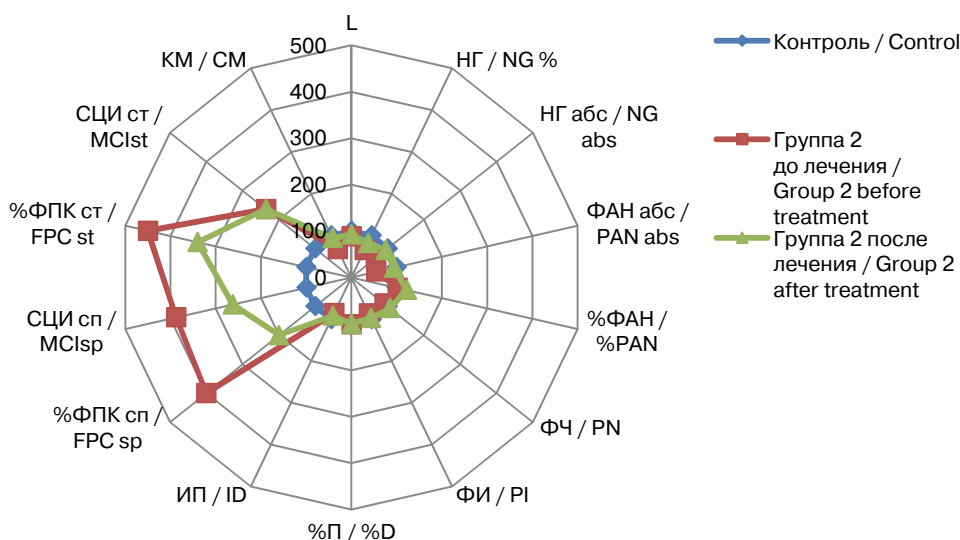 L
НГ / NG %
НГ абс / NG
abs
ФАН абс /
PAN abs
%ФАН /
%PAN
ФЧ / PN
ФИ / PI
%П / %D
ИП / ID
%ФПК сп /
FPC sp
СЦИ сп /
MCIsp
%ФПК ст /
FPC st
СЦИ ст /
MCIst
КМ / CM
500
400
300
200
100
0
Контроль / Control
Группа 2
до лечения /
Group 2 before
treatment
Группа 2 после
лечения / Group 2
after treatment